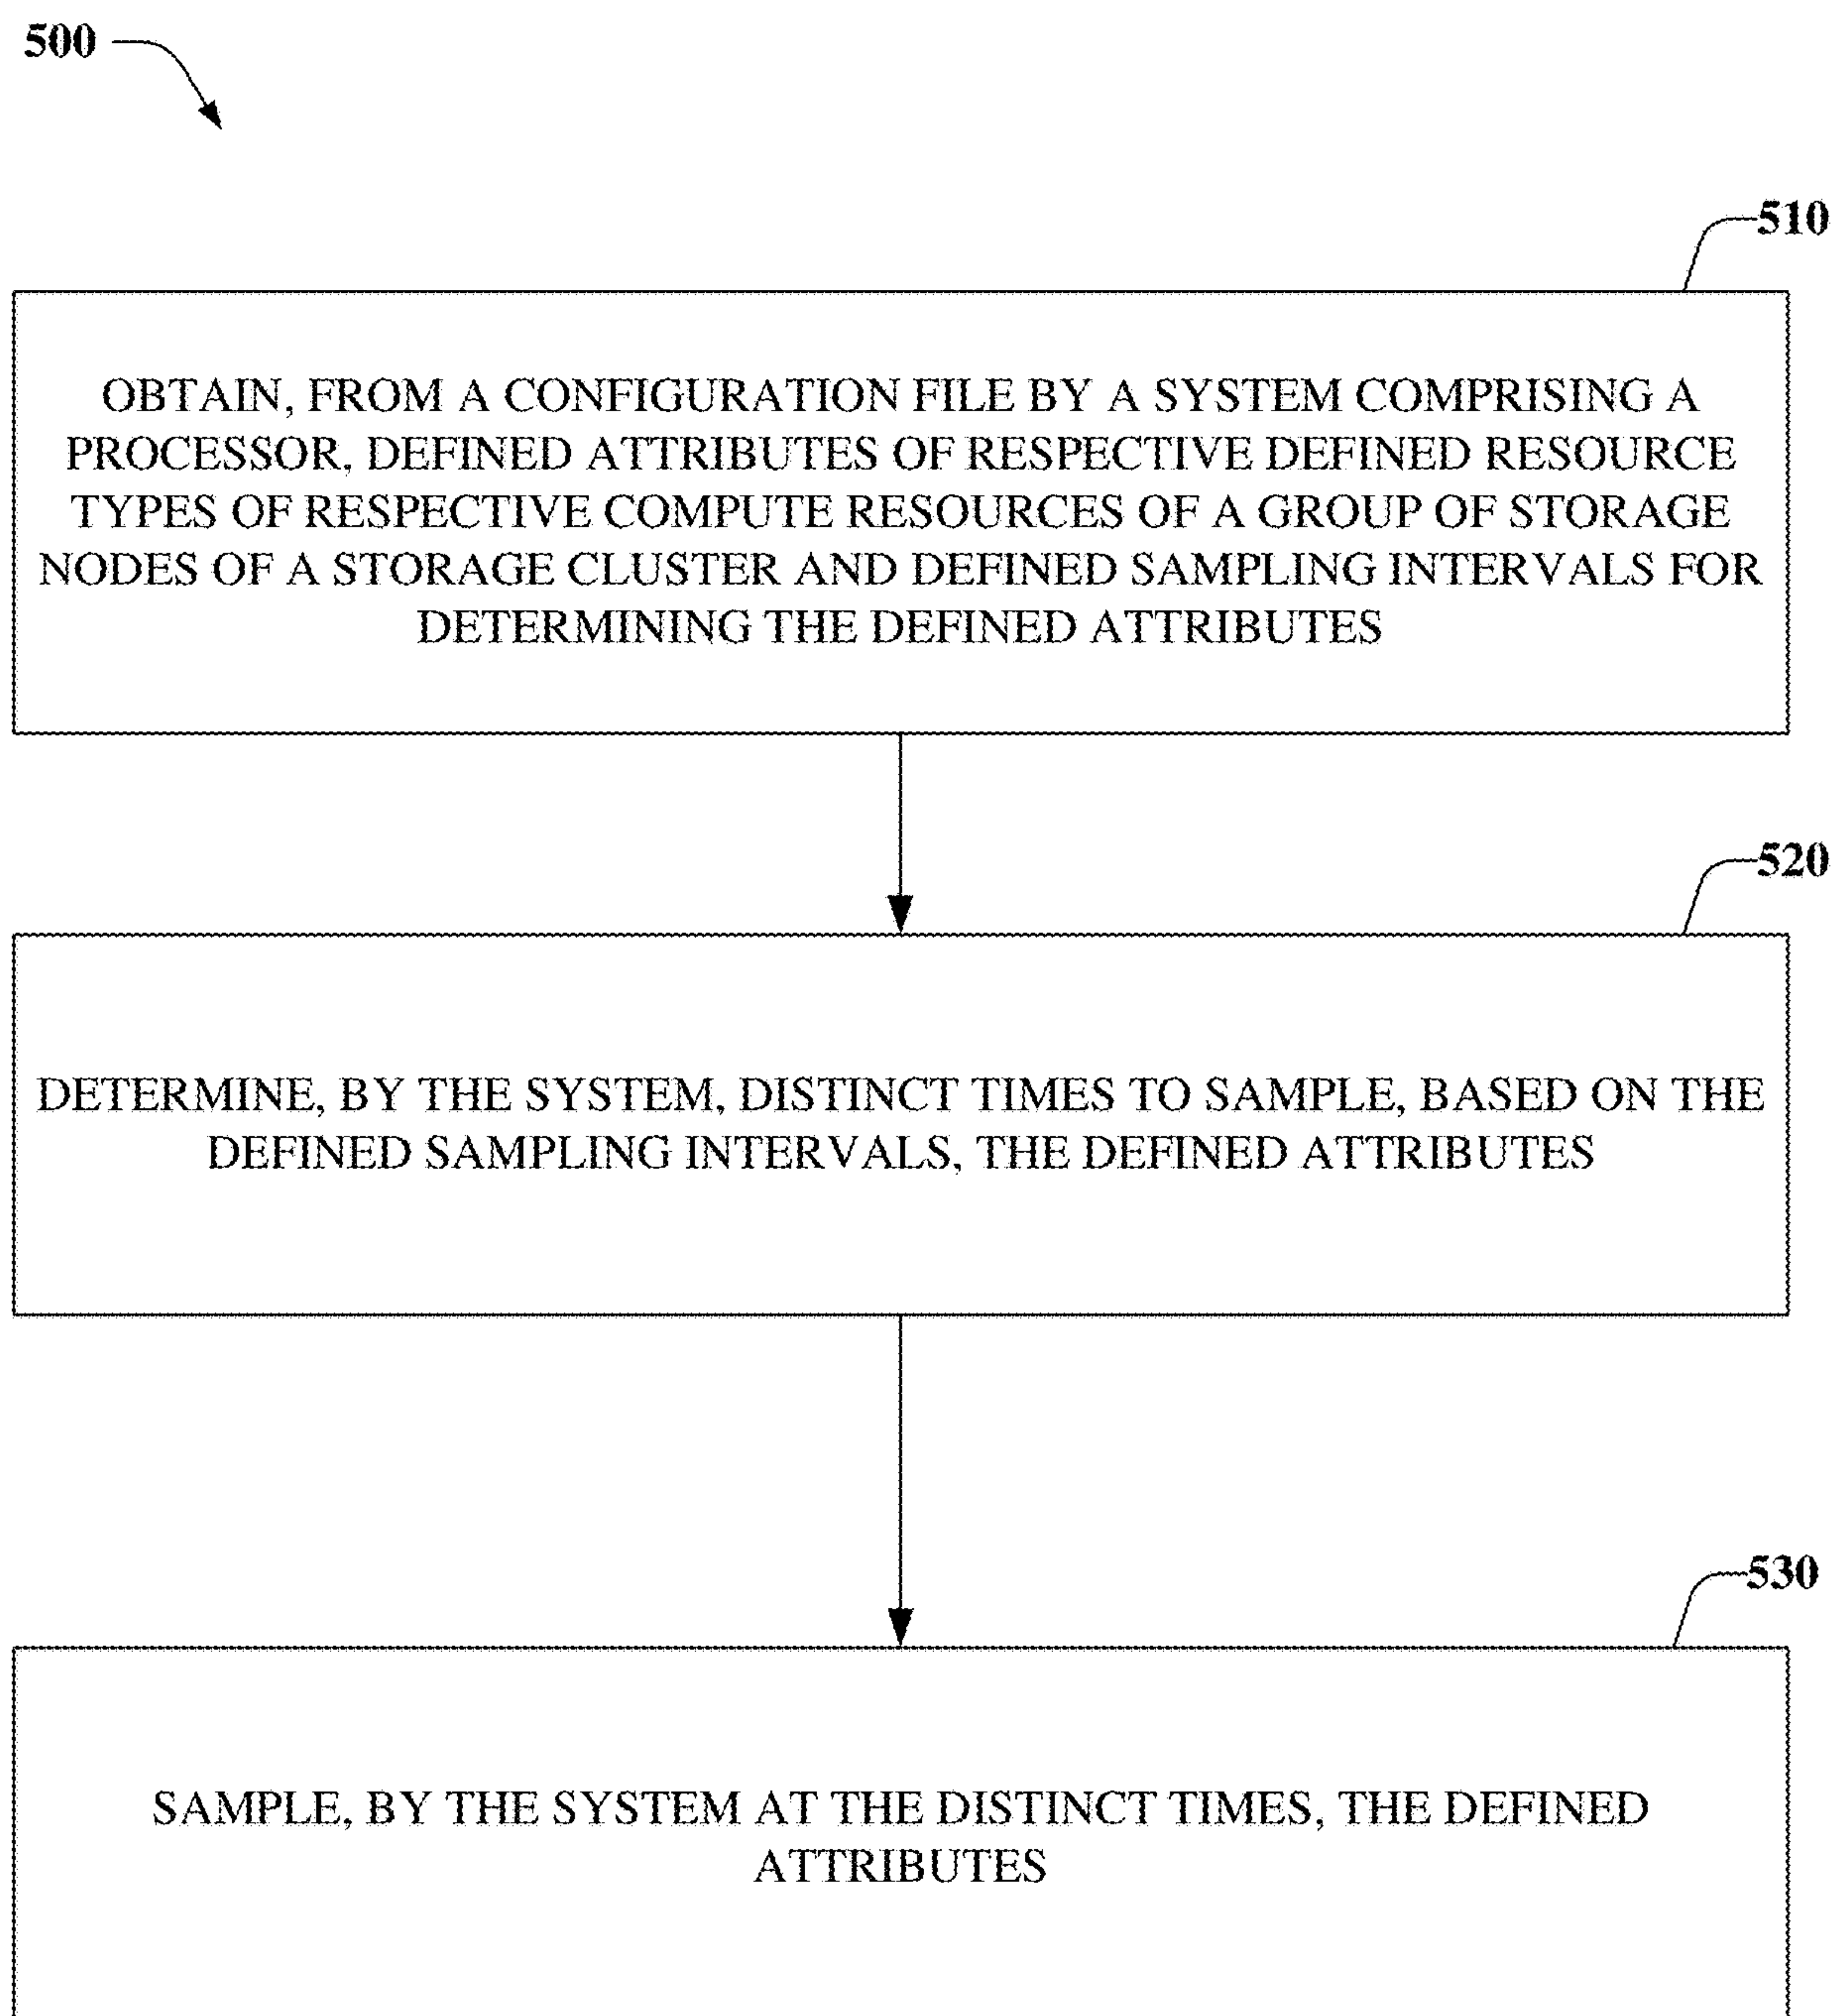 500
510
OBTAIN, FROM A CONFIGURATION FILE BY A SYSTEM COMPRISING A
PROCESSOR, DEFINED ATTRIBUTES OF RESPECTIVE DEFINED RESOURCE
TYPES OF RESPECTIVE COMPUTE RESOURCES OF A GROUP OF STORAGE
NODES OF A STORAGE CLUSTER AND DEFINED SAMPLING INTERVALS FOR
DETERMINING THE DEFINED ATTRIBUTES
520
DETERMINE, BY THE SYSTEM, DISTINCT TIMES TO SAMPLE, BASED ON THE
DEFINED SAMPLING INTERVALS, THE DEFINED ATTRIBUTES
530
SAMPLE, BY THE SYSTEM AT THE DISTINCT TIMES, THE DEFINED
ATTRIBUTES